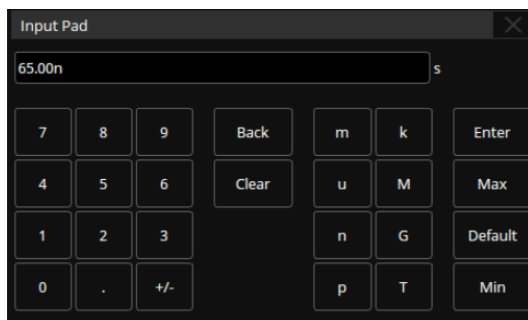 Input Pad
65.00n s
7 8 9 Back m k Enter
4 5 6 Clear u M Max
1 2 3 n G Default
0 . +/- p T Min